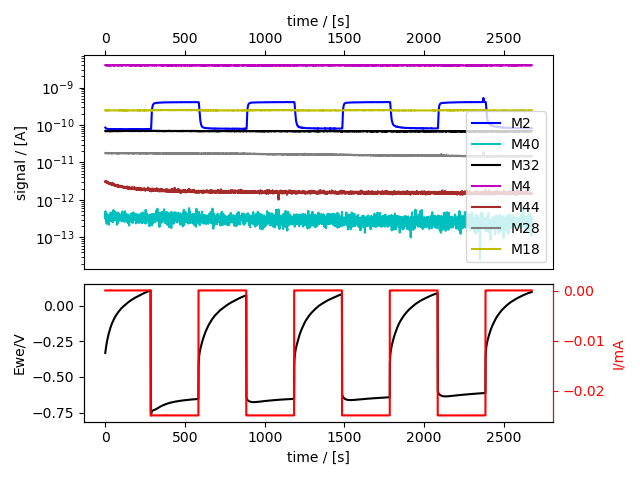 time / [s]
0 500 1000 1500 2000 2500
signal / [A]
10⁻⁹
10⁻¹⁰
10⁻¹¹
10⁻¹²
10⁻¹³
M2
M40
M32
M4
M44
M28
M18
Ewe/V
0.00
−0.25
−0.50
−0.75
0.00
−0.01
−0.02
I/mA
0 500 1000 1500 2000 2500
time / [s]